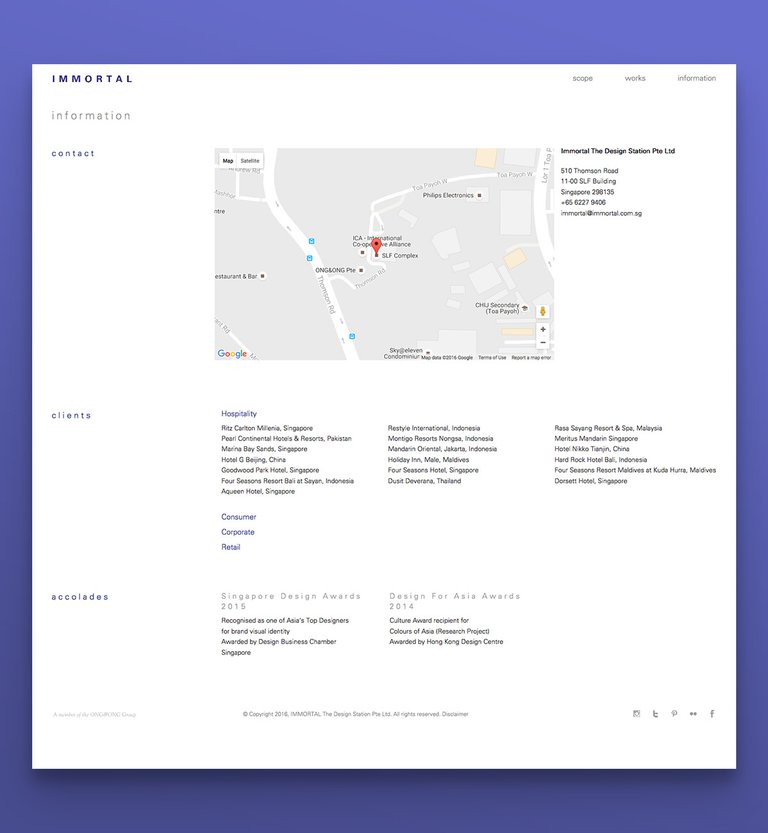 IMMORTAL
scope works information
information
contact
Map Satellite
Andrew Rd
Toa Payoh W
Toa Payoh W
Lor 1 Toa P
Philips Electronics
ntre
ICA - International
Co-operative Alliance
SLF Complex
ONG&ONG Pte
Thomson Rd
Thomson Rd
estaurant & Bar
CHIJ Secondary
(Toa Payoh)
Sky@eleven
Condominium
Google
Map data ©2016 Google Terms of Use Report a map error
Immortal The Design Station Pte Ltd
510 Thomson Road
11-00 SLF Building
Singapore 298135
+65 6227 9406
immortal@immortal.com.sg
clients
Hospitality
Ritz Carlton Millenia, Singapore
Pearl Continental Hotels & Resorts, Pakistan
Marina Bay Sands, Singapore
Hotel G Beijing, China
Goodwood Park Hotel, Singapore
Four Seasons Resort Bali at Sayan, Indonesia
Aqueen Hotel, Singapore
Restyle International, Indonesia
Montigo Resorts Nongsa, Indonesia
Mandarin Oriental, Jakarta, Indonesia
Holiday Inn, Male, Maldives
Four Seasons Hotel, Singapore
Dusit Deverana, Thailand
Rasa Sayang Resort & Spa, Malaysia
Meritus Mandarin Singapore
Hotel Nikko Tianjin, China
Hard Rock Hotel Bali, Indonesia
Four Seasons Resort Maldives at Kuda Hurra, Maldives
Dorsett Hotel, Singapore
Consumer
Corporate
Retail
accolades
Singapore Design Awards
2015
Recognised as one of Asia's Top Designers
for brand visual identity
Awarded by Design Business Chamber
Singapore
Design For Asia Awards
2014
Culture Award recipient for
Colours of Asia (Research Project)
Awarded by Hong Kong Design Centre
A member of the ONG&ONG Group
© Copyright 2016, IMMORTAL The Design Station Pte Ltd. All rights reserved. Disclaimer